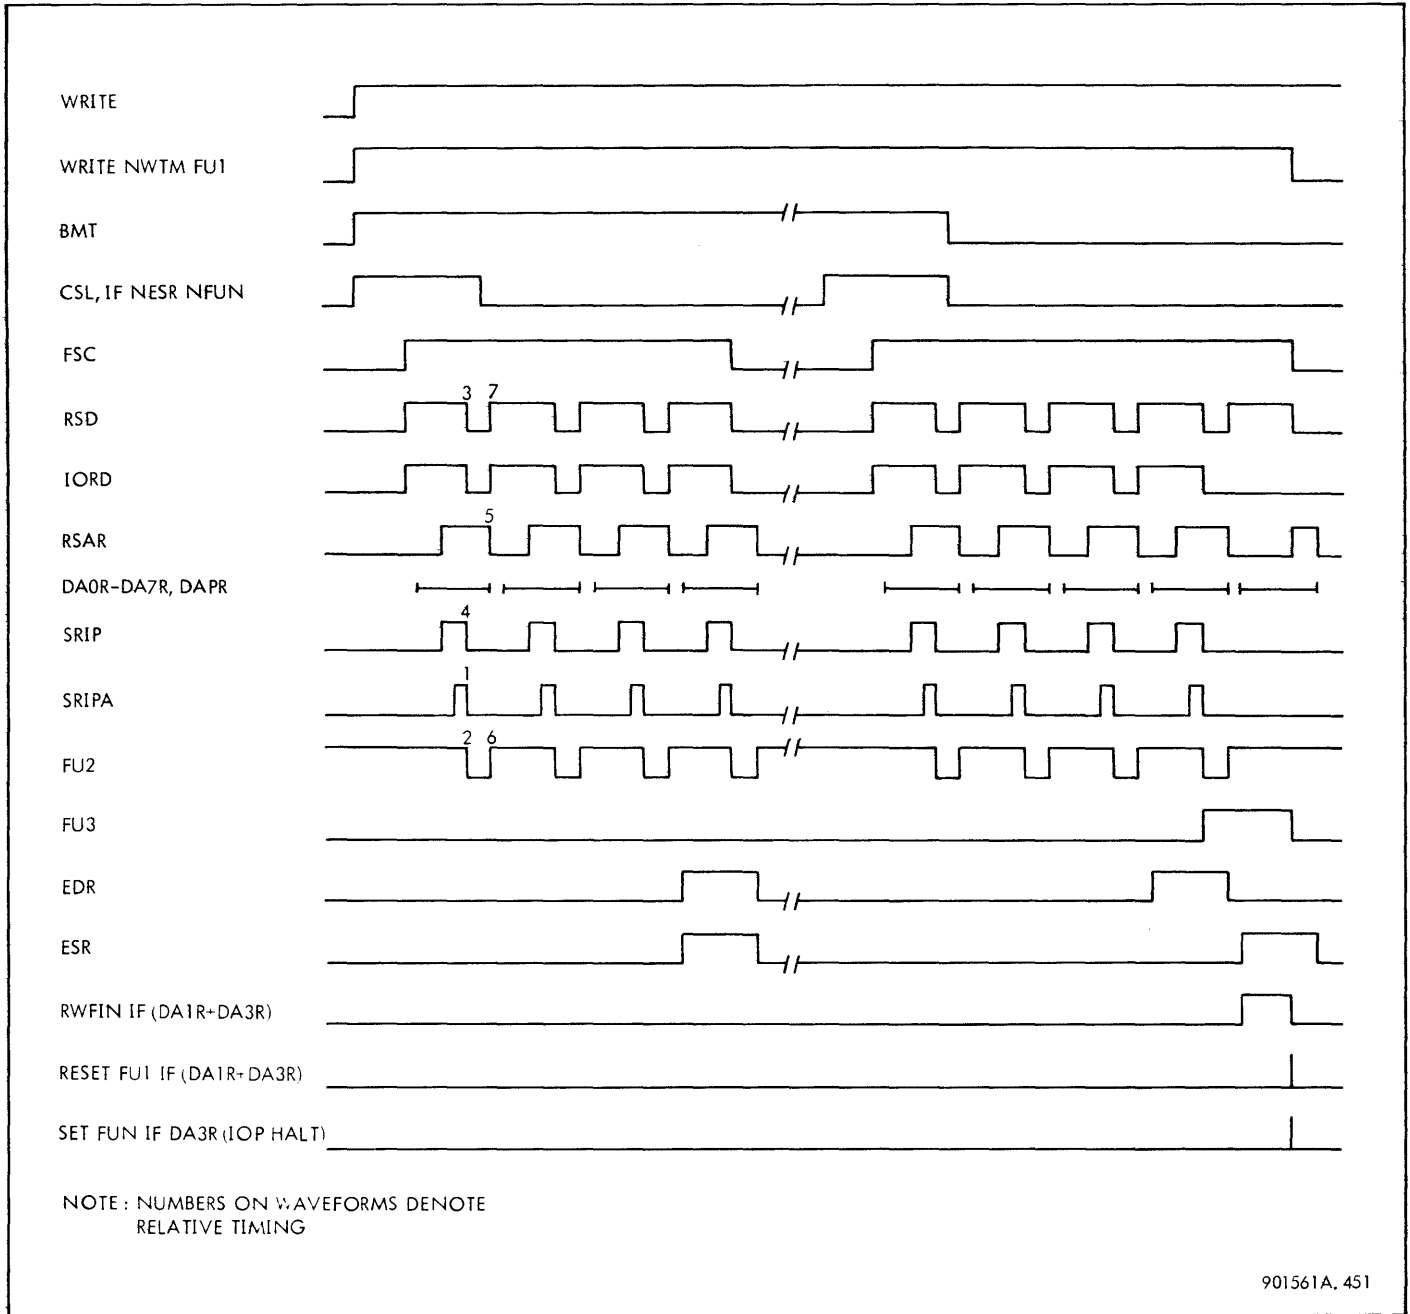 WRITE
WRITE NWTM FU1
BMT
CSL, IF NESR NFUN
FSC
3 7
RSD
IORD
5
RSAR
DA0R-DA7R, DAPR
4
SRIP
1
SRIPA
2 6
FU2
FU3
EDR
ESR
RWFIN IF (DA1R+DA3R)
RESET FU1 IF (DA1R+DA3R)
SET FUN IF DA3R (IOP HALT)
NOTE: NUMBERS ON WAVEFORMS DENOTE
RELATIVE TIMING
901561A. 451